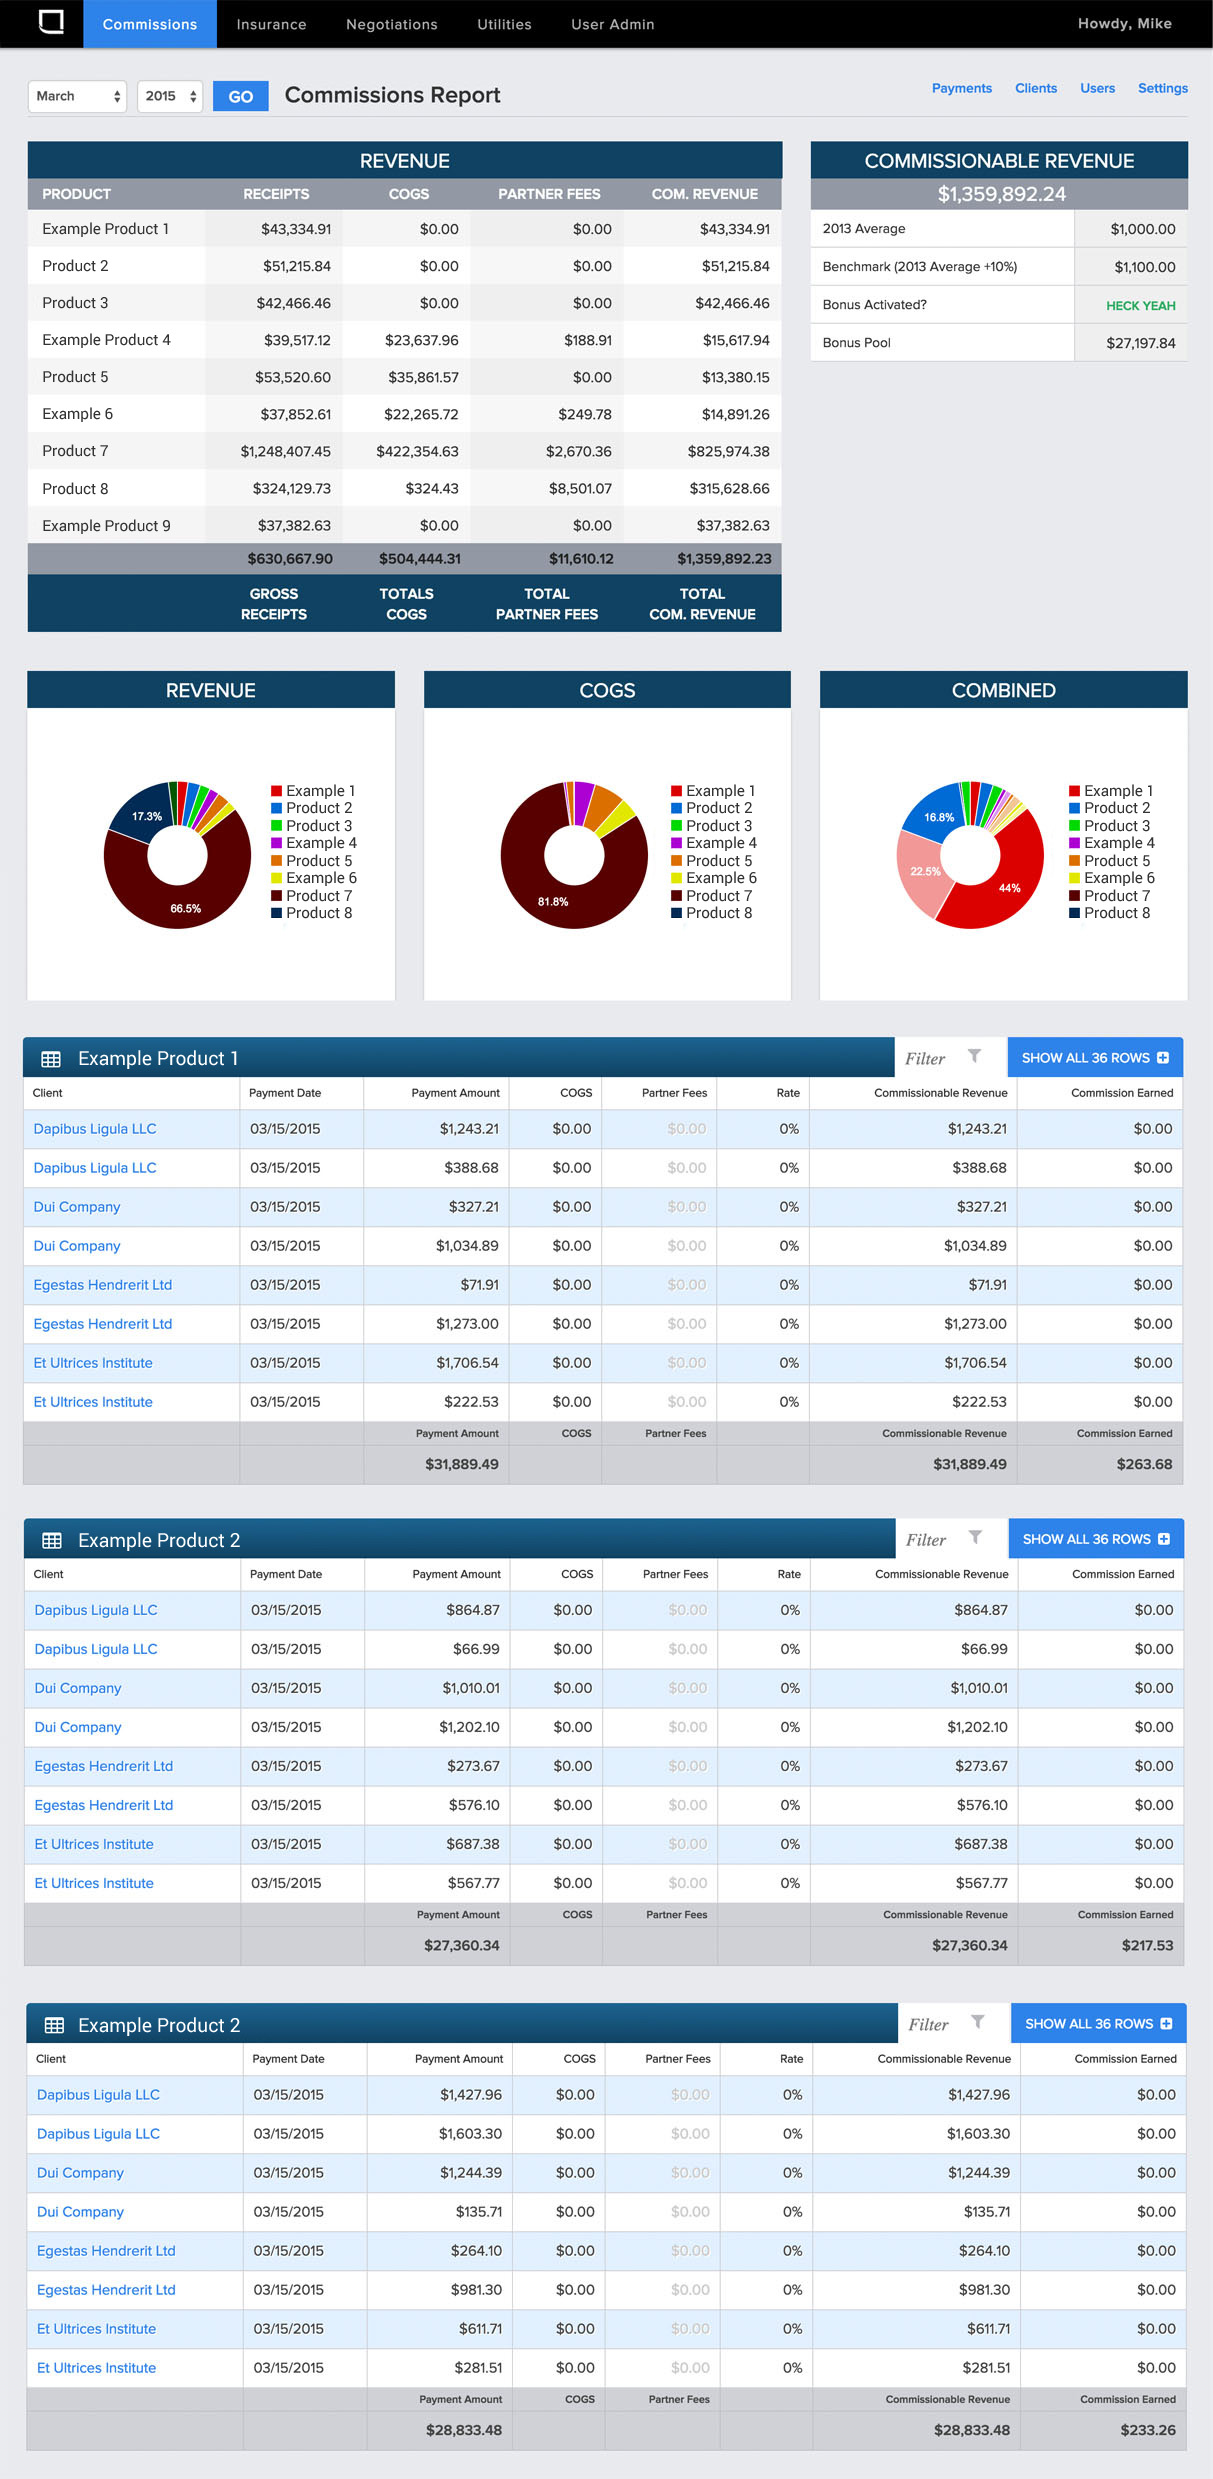 Commissions Insurance Negotiations Utilities User Admin Howdy, Mike
March 2015 GO Commissions Report Payments Clients Users Settings
REVENUE
PRODUCT RECEIPTS COGS PARTNER FEES COM. REVENUE
Example Product 1 $43,334.91 $0.00 $0.00 $43,334.91
Product 2 $51,215.84 $0.00 $0.00 $51,215.84
Product 3 $42,466.46 $0.00 $0.00 $42,466.46
Example Product 4 $39,517.12 $23,637.96 $188.91 $15,617.94
Product 5 $53,520.60 $35,861.57 $0.00 $13,380.15
Example 6 $37,852.61 $22,265.72 $249.78 $14,891.26
Product 7 $1,248,407.45 $422,354.63 $2,670.36 $825,974.38
Product 8 $324,129.73 $324.43 $8,501.07 $315,628.66
Example Product 9 $37,382.63 $0.00 $0.00 $37,382.63
$630,667.90 $504,444.31 $11,610.12 $1,359,892.23
GROSS TOTALS TOTAL TOTAL
RECEIPTS COGS PARTNER FEES COM. REVENUE
COMMISSIONABLE REVENUE
$1,359,892.24
2013 Average $1,000.00
Benchmark (2013 Average +10%) $1,100.00
Bonus Activated? HECK YEAH
Bonus Pool $27,197.84
REVENUE
17.3%
66.5%
Example 1
Product 2
Product 3
Example 4
Product 5
Example 6
Product 7
Product 8
COGS
81.8%
Example 1
Product 2
Product 3
Example 4
Product 5
Example 6
Product 7
Product 8
COMBINED
16.8%
22.5%
44%
Example 1
Product 2
Product 3
Example 4
Product 5
Example 6
Product 7
Product 8
Example Product 1 Filter SHOW ALL 36 ROWS
Client Payment Date Payment Amount COGS Partner Fees Rate Commissionable Revenue Commission Earned
Dapibus Ligula LLC 03/15/2015 $1,243.21 $0.00 $0.00 0% $1,243.21 $0.00
Dapibus Ligula LLC 03/15/2015 $388.68 $0.00 $0.00 0% $388.68 $0.00
Dui Company 03/15/2015 $327.21 $0.00 $0.00 0% $327.21 $0.00
Dui Company 03/15/2015 $1,034.89 $0.00 $0.00 0% $1,034.89 $0.00
Egestas Hendrerit Ltd 03/15/2015 $71.91 $0.00 $0.00 0% $71.91 $0.00
Egestas Hendrerit Ltd 03/15/2015 $1,273.00 $0.00 $0.00 0% $1,273.00 $0.00
Et Ultrices Institute 03/15/2015 $1,706.54 $0.00 $0.00 0% $1,706.54 $0.00
Et Ultrices Institute 03/15/2015 $222.53 $0.00 $0.00 0% $222.53 $0.00
Payment Amount COGS Partner Fees Commissionable Revenue Commission Earned
$31,889.49 $31,889.49 $263.68
Example Product 2 Filter SHOW ALL 36 ROWS
Client Payment Date Payment Amount COGS Partner Fees Rate Commissionable Revenue Commission Earned
Dapibus Ligula LLC 03/15/2015 $864.87 $0.00 $0.00 0% $864.87 $0.00
Dapibus Ligula LLC 03/15/2015 $66.99 $0.00 $0.00 0% $66.99 $0.00
Dui Company 03/15/2015 $1,010.01 $0.00 $0.00 0% $1,010.01 $0.00
Dui Company 03/15/2015 $1,202.10 $0.00 $0.00 0% $1,202.10 $0.00
Egestas Hendrerit Ltd 03/15/2015 $273.67 $0.00 $0.00 0% $273.67 $0.00
Egestas Hendrerit Ltd 03/15/2015 $576.10 $0.00 $0.00 0% $576.10 $0.00
Et Ultrices Institute 03/15/2015 $687.38 $0.00 $0.00 0% $687.38 $0.00
Et Ultrices Institute 03/15/2015 $567.77 $0.00 $0.00 0% $567.77 $0.00
Payment Amount COGS Partner Fees Commissionable Revenue Commission Earned
$27,360.34 $27,360.34 $217.53
Example Product 2 Filter SHOW ALL 36 ROWS
Client Payment Date Payment Amount COGS Partner Fees Rate Commissionable Revenue Commission Earned
Dapibus Ligula LLC 03/15/2015 $1,427.96 $0.00 $0.00 0% $1,427.96 $0.00
Dapibus Ligula LLC 03/15/2015 $1,603.30 $0.00 $0.00 0% $1,603.30 $0.00
Dui Company 03/15/2015 $1,244.39 $0.00 $0.00 0% $1,244.39 $0.00
Dui Company 03/15/2015 $135.71 $0.00 $0.00 0% $135.71 $0.00
Egestas Hendrerit Ltd 03/15/2015 $264.10 $0.00 $0.00 0% $264.10 $0.00
Egestas Hendrerit Ltd 03/15/2015 $981.30 $0.00 $0.00 0% $981.30 $0.00
Et Ultrices Institute 03/15/2015 $611.71 $0.00 $0.00 0% $611.71 $0.00
Et Ultrices Institute 03/15/2015 $281.51 $0.00 $0.00 0% $281.51 $0.00
Payment Amount COGS Partner Fees Commissionable Revenue Commission Earned
$28,833.48 $28,833.48 $233.26